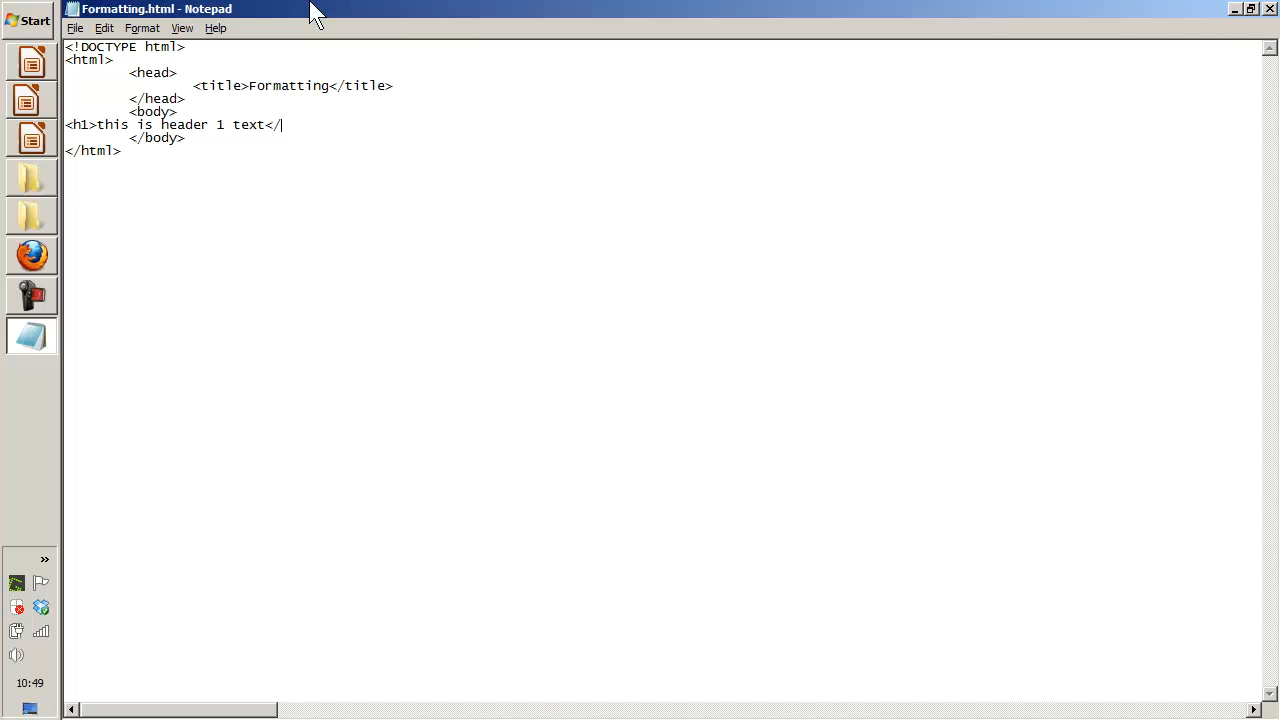 Start
Formatting.html - Notepad
File Edit Format View Help
<!DOCTYPE html>
<html>
<head>
<title>Formatting</title>
</head>
<body>
<h1>this is header 1 text</
</body>
</html>
10:49